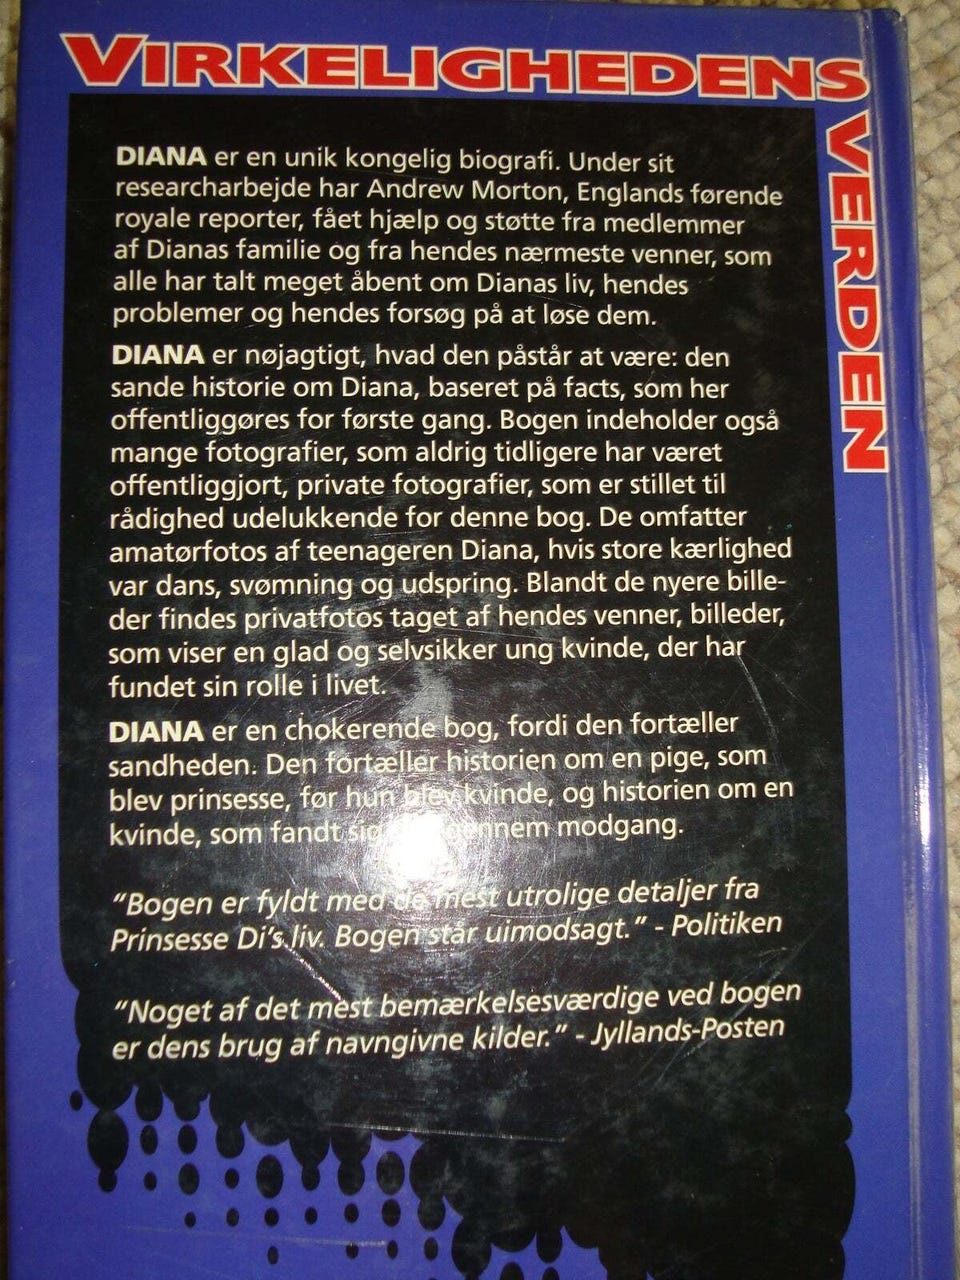 VIRKELIGHEDENS
VERDEN
DIANA er en unik kongelig biografi. Under sit
researcharbejde har Andrew Morton, Englands førende
royale reporter, fået hjælp og støtte fra medlemmer
af Dianas familie og fra hendes nærmeste venner, som
alle har talt meget åbent om Dianas liv, hendes
problemer og hendes forsøg på at løse dem.
DIANA er nøjagtigt, hvad den påstår at være: den
sande historie om Diana, baseret på facts, som her
offentliggøres for første gang. Bogen indeholder også
mange fotografier, som aldrig tidligere har været
offentliggjort, private fotografier, som er stillet til
rådighed udelukkende for denne bog. De omfatter
amatørfotos af teenageren Diana, hvis store kærlighed
var dans, svømning og udspring. Blandt de nyere bille-
der findes privatfotos taget af hendes venner, billeder,
som viser en glad og selvsikker ung kvinde, der har
fundet sin rolle i livet.
DIANA er en chokerende bog, fordi den fortæller
sandheden. Den fortæller historien om en pige, som
blev prinsesse, før hun blev kvinde, og historien om en
kvinde, som fandt sig gennem modgang.
"Bogen er fyldt med de mest utrolige detaljer fra
Prinsesse Di's liv. Bogen står uimodsagt." - Politiken
"Noget af det mest bemærkelsesværdige ved bogen
er dens brug af navngivne kilder." - Jyllands-Posten